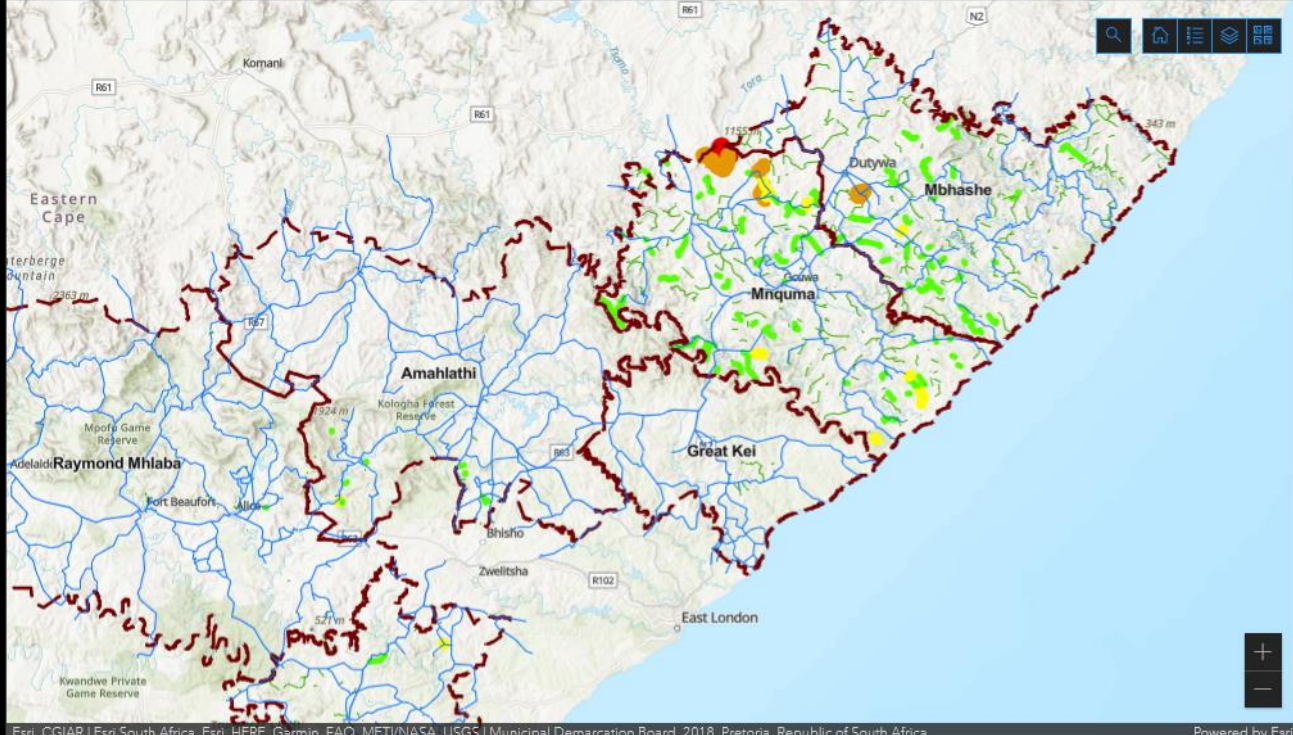 R61
N2
Komani
R61
R61
Tsomo
Tora
1155 m
343 m
Dutywa
Mbhashe
Eastern
Cape
Gcuwa
Mnquma
2363 m
R67
Amahlathi
Kologha Forest
Reserve
1924 m
Mpofu Game
Reserve
R63
Great Kei
Adelaide
Raymond Mhlaba
Fort Beaufort
Alice
R63
Bhisho
Zwelitsha
R102
East London
521 m
Kwandwe Private
Game Reserve
Esri, CGIAR | Esri South Africa, Esri, HERE, Garmin, FAO, METI/NASA, USGS | Municipal Demarcation Board, 2018, Pretoria, Republic of South Africa
Powered by Esri